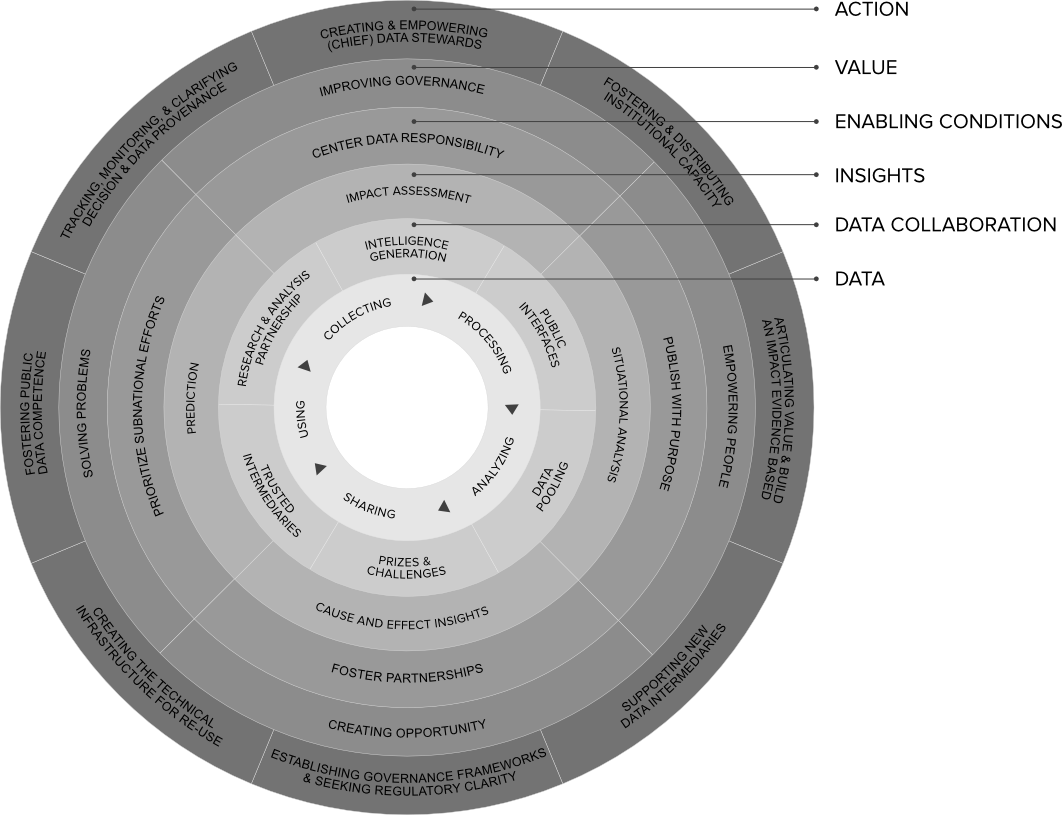 ACTION
VALUE
ENABLING CONDITIONS
INSIGHTS
DATA COLLABORATION
DATA
CREATING & EMPOWERING
(CHIEF) DATA STEWARDS
FOSTERING & DISTRIBUTING
INSTITUTIONAL CAPACITY
ARTICULATING VALUE & BUILD
AN IMPACT EVIDENCE BASED
SUPPORTING NEW
DATA INTERMEDIARIES
ESTABLISHING GOVERNANCE FRAMEWORKS
& SEEKING REGULATORY CLARITY
CREATING THE TECHNICAL
INFRASTRUCTURE FOR RE-USE
FOSTERING PUBLIC
DATA COMPETENCE
TRACKING, MONITORING, & CLARIFYING
DECISION & DATA PROVENANCE
IMPROVING GOVERNANCE
EMPOWERING PEOPLE
CREATING OPPORTUNITY
SOLVING PROBLEMS
CENTER DATA RESPONSIBILITY
PUBLISH WITH PURPOSE
FOSTER PARTNERSHIPS
PRIORITIZE SUBNATIONAL EFFORTS
IMPACT ASSESSMENT
SITUATIONAL ANALYSIS
CAUSE AND EFFECT INSIGHTS
PREDICTION
INTELLIGENCE
GENERATION
PUBLIC
INTERFACES
DATA
POOLING
PRIZES &
CHALLENGES
TRUSTED
INTERMEDIARIES
RESEARCH & ANALYSIS
PARTNERSHIP
COLLECTING
PROCESSING
ANALYZING
SHARING
USING